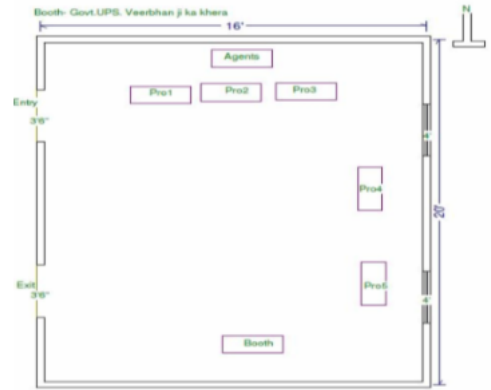 Booth- Govt.UPS. Veerbhan ji ka khera
N
16'
Agents
Pro1 Pro2 Pro3
Entry
3'6"
4'
Pro4
20'
Exit
3'6"
Pro5
4'
Booth